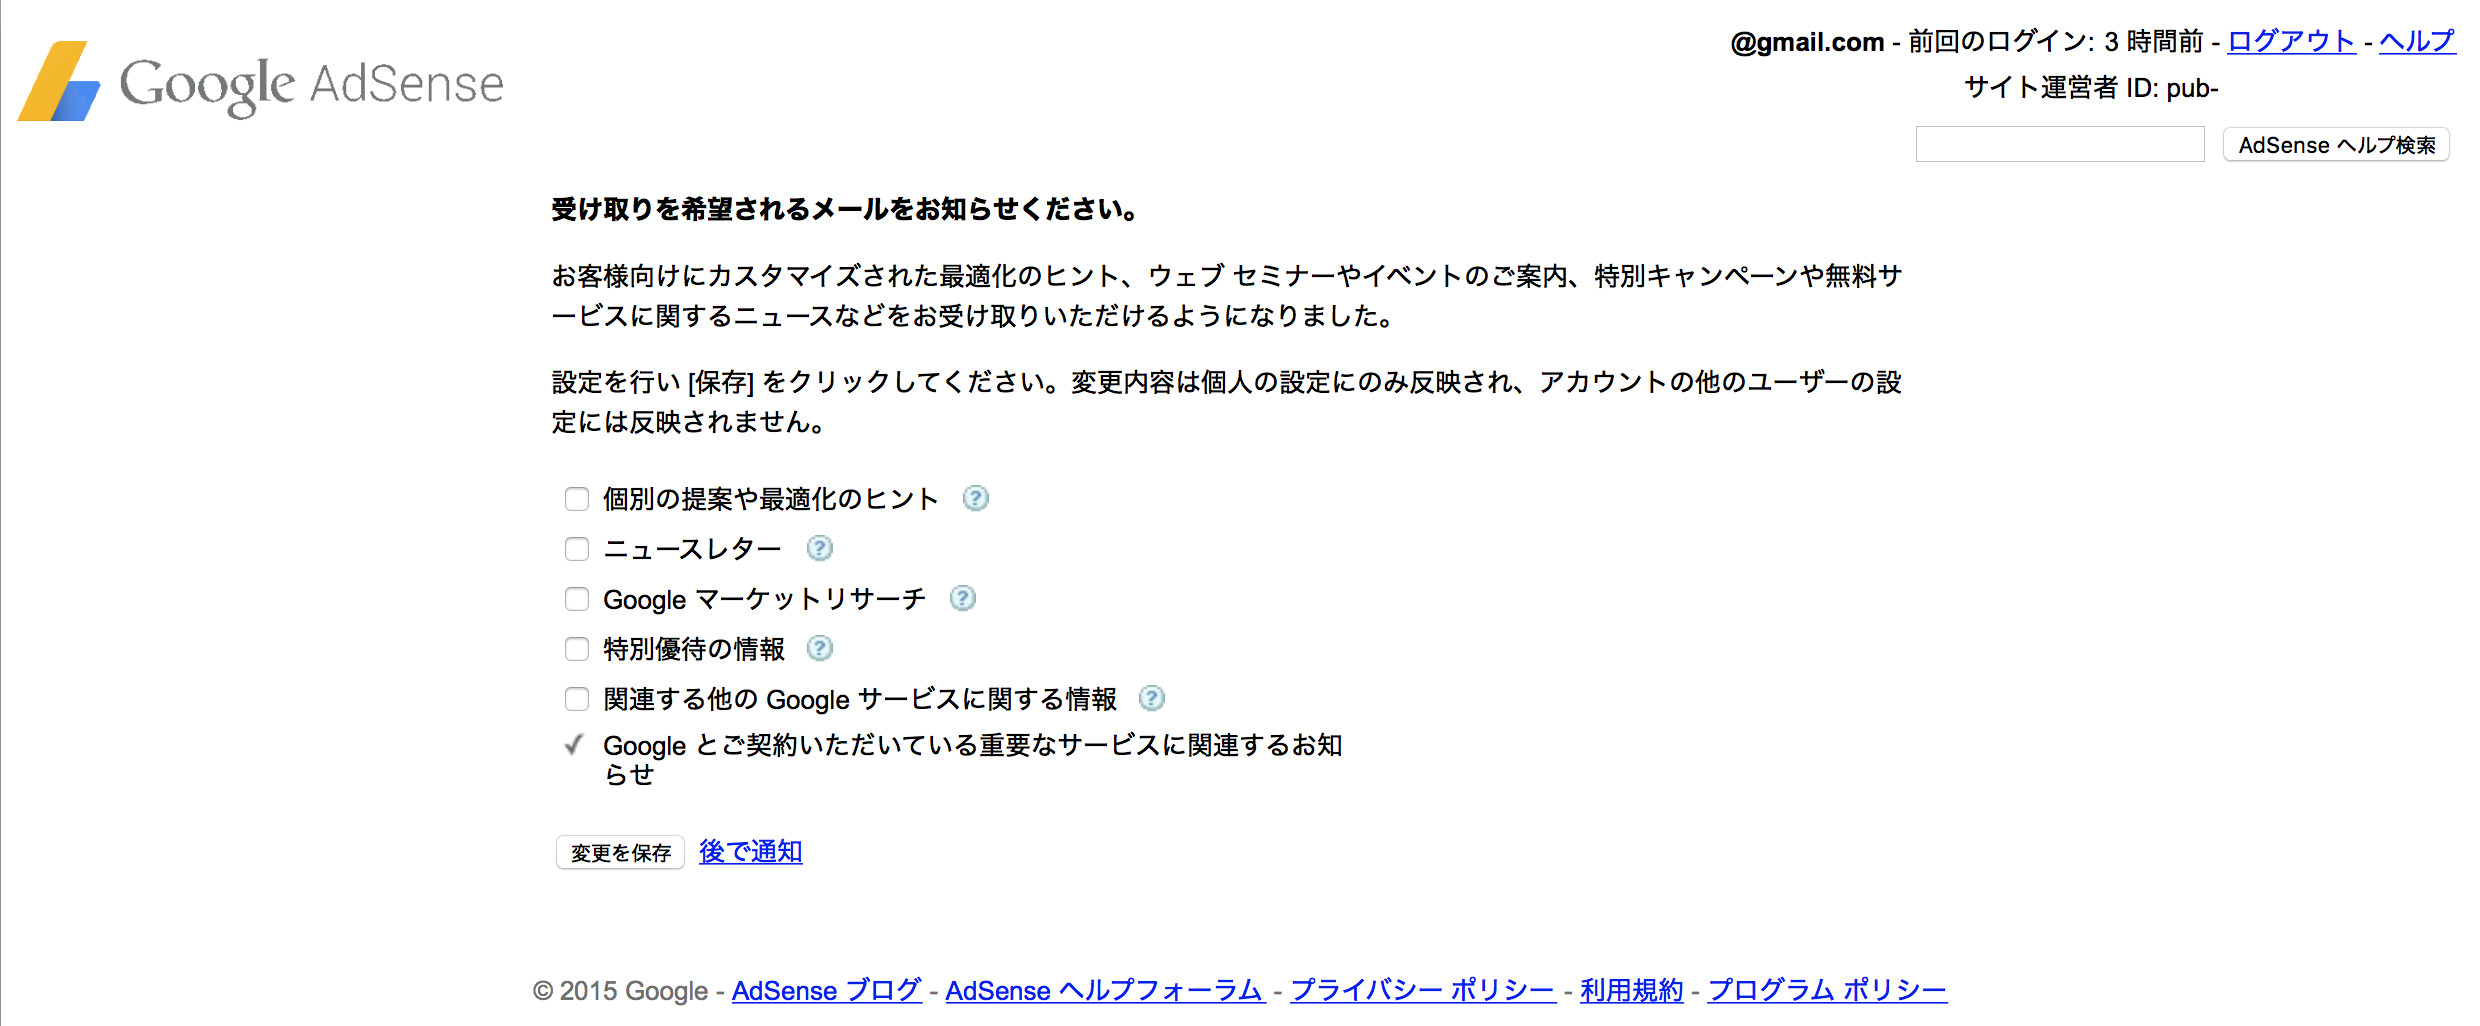 Google AdSense
@gmail.com - 前回のログイン: 3 時間前 - ログアウト - ヘルプ
サイト運営者 ID: pub-
AdSense ヘルプ検索
受け取りを希望されるメールをお知らせください。
お客様向けにカスタマイズされた最適化のヒント、ウェブ セミナーやイベントのご案内、特別キャンペーンや無料サ
ービスに関するニュースなどをお受け取りいただけるようになりました。
設定を行い [保存] をクリックしてください。変更内容は個人の設定にのみ反映され、アカウントの他のユーザーの設
定には反映されません。
個別の提案や最適化のヒント ?
ニュースレター ?
Google マーケットリサーチ ?
特別優待の情報 ?
関連する他の Google サービスに関する情報 ?
Google とご契約いただいている重要なサービスに関連するお知
らせ
変更を保存 後で通知
© 2015 Google - AdSense ブログ - AdSense ヘルプフォーラム - プライバシー ポリシー - 利用規約 - プログラム ポリシー